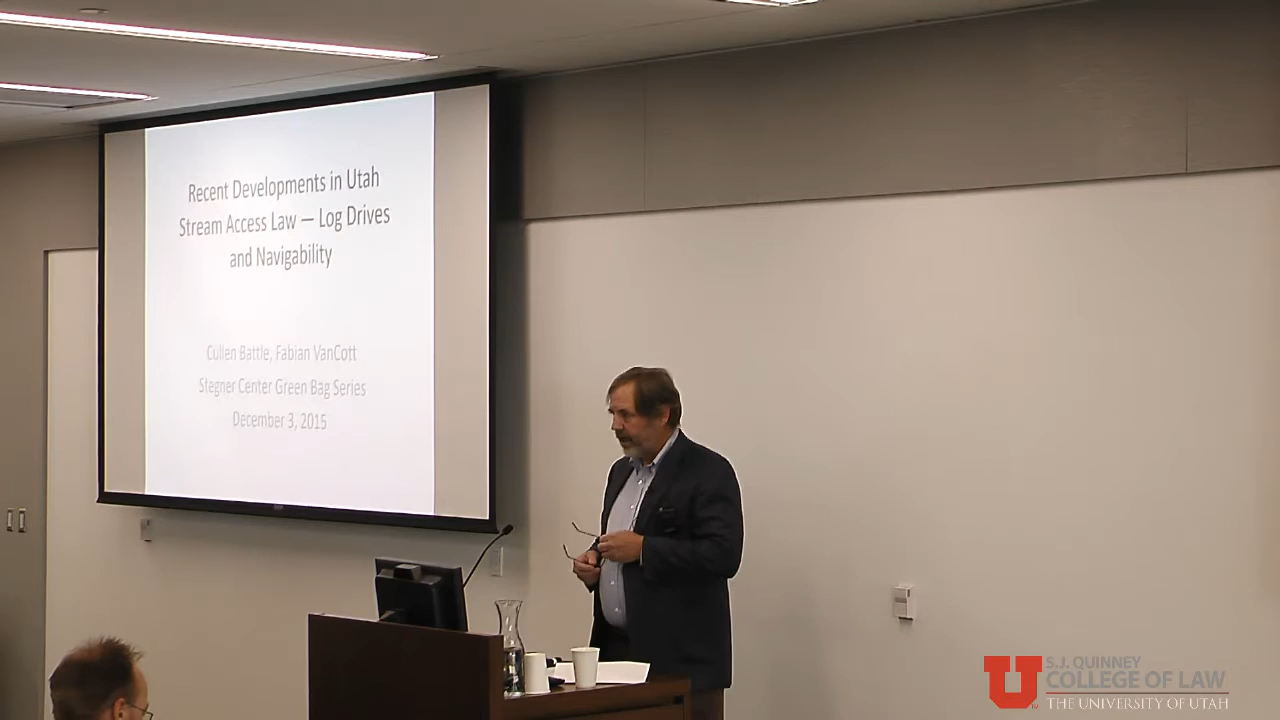 Recent Developments in Utah
Stream Access Law — Log Drives
and Navigability
Cullen Battle, Fabian VanCott
Stegner Center Green Bag Series
December 3, 2015
U
S.J. QUINNEY
COLLEGE OF LAW
THE UNIVERSITY OF UTAH